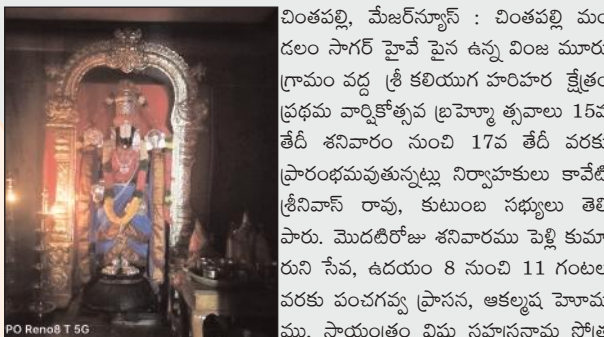 చింతపల్లి, మేజర్‌న్యూస్ : చింతపల్లి మం
డలం సాగర్ హైవే పైన ఉన్న వింజ మూరు
గ్రామం వద్ద శ్రీ కలియుగ హరిహర క్షేత్రం
ప్రథమ వార్షికోత్సవ బ్రహ్మో త్సవాలు 15వ
తేదీ శనివారం నుంచి 17వ తేదీ వరకు
ప్రారంభమవుతున్నట్లు నిర్వాహకులు కావేటి
శ్రీనివాస్ రావు, కుటుంబ సభ్యులు తెలి
పారు. మొదటిరోజు శనివారము పెళ్లి కుమా
రుని సేవ, ఉదయం 8 నుంచి 11 గంటల
వరకు పంచగవ్వ ప్రాసన, ఆకల్మష హెూమ
ము, సాయంత్రం విష్ణు సహస్రనామ స్తోత్ర
PO Reno8 T 5G